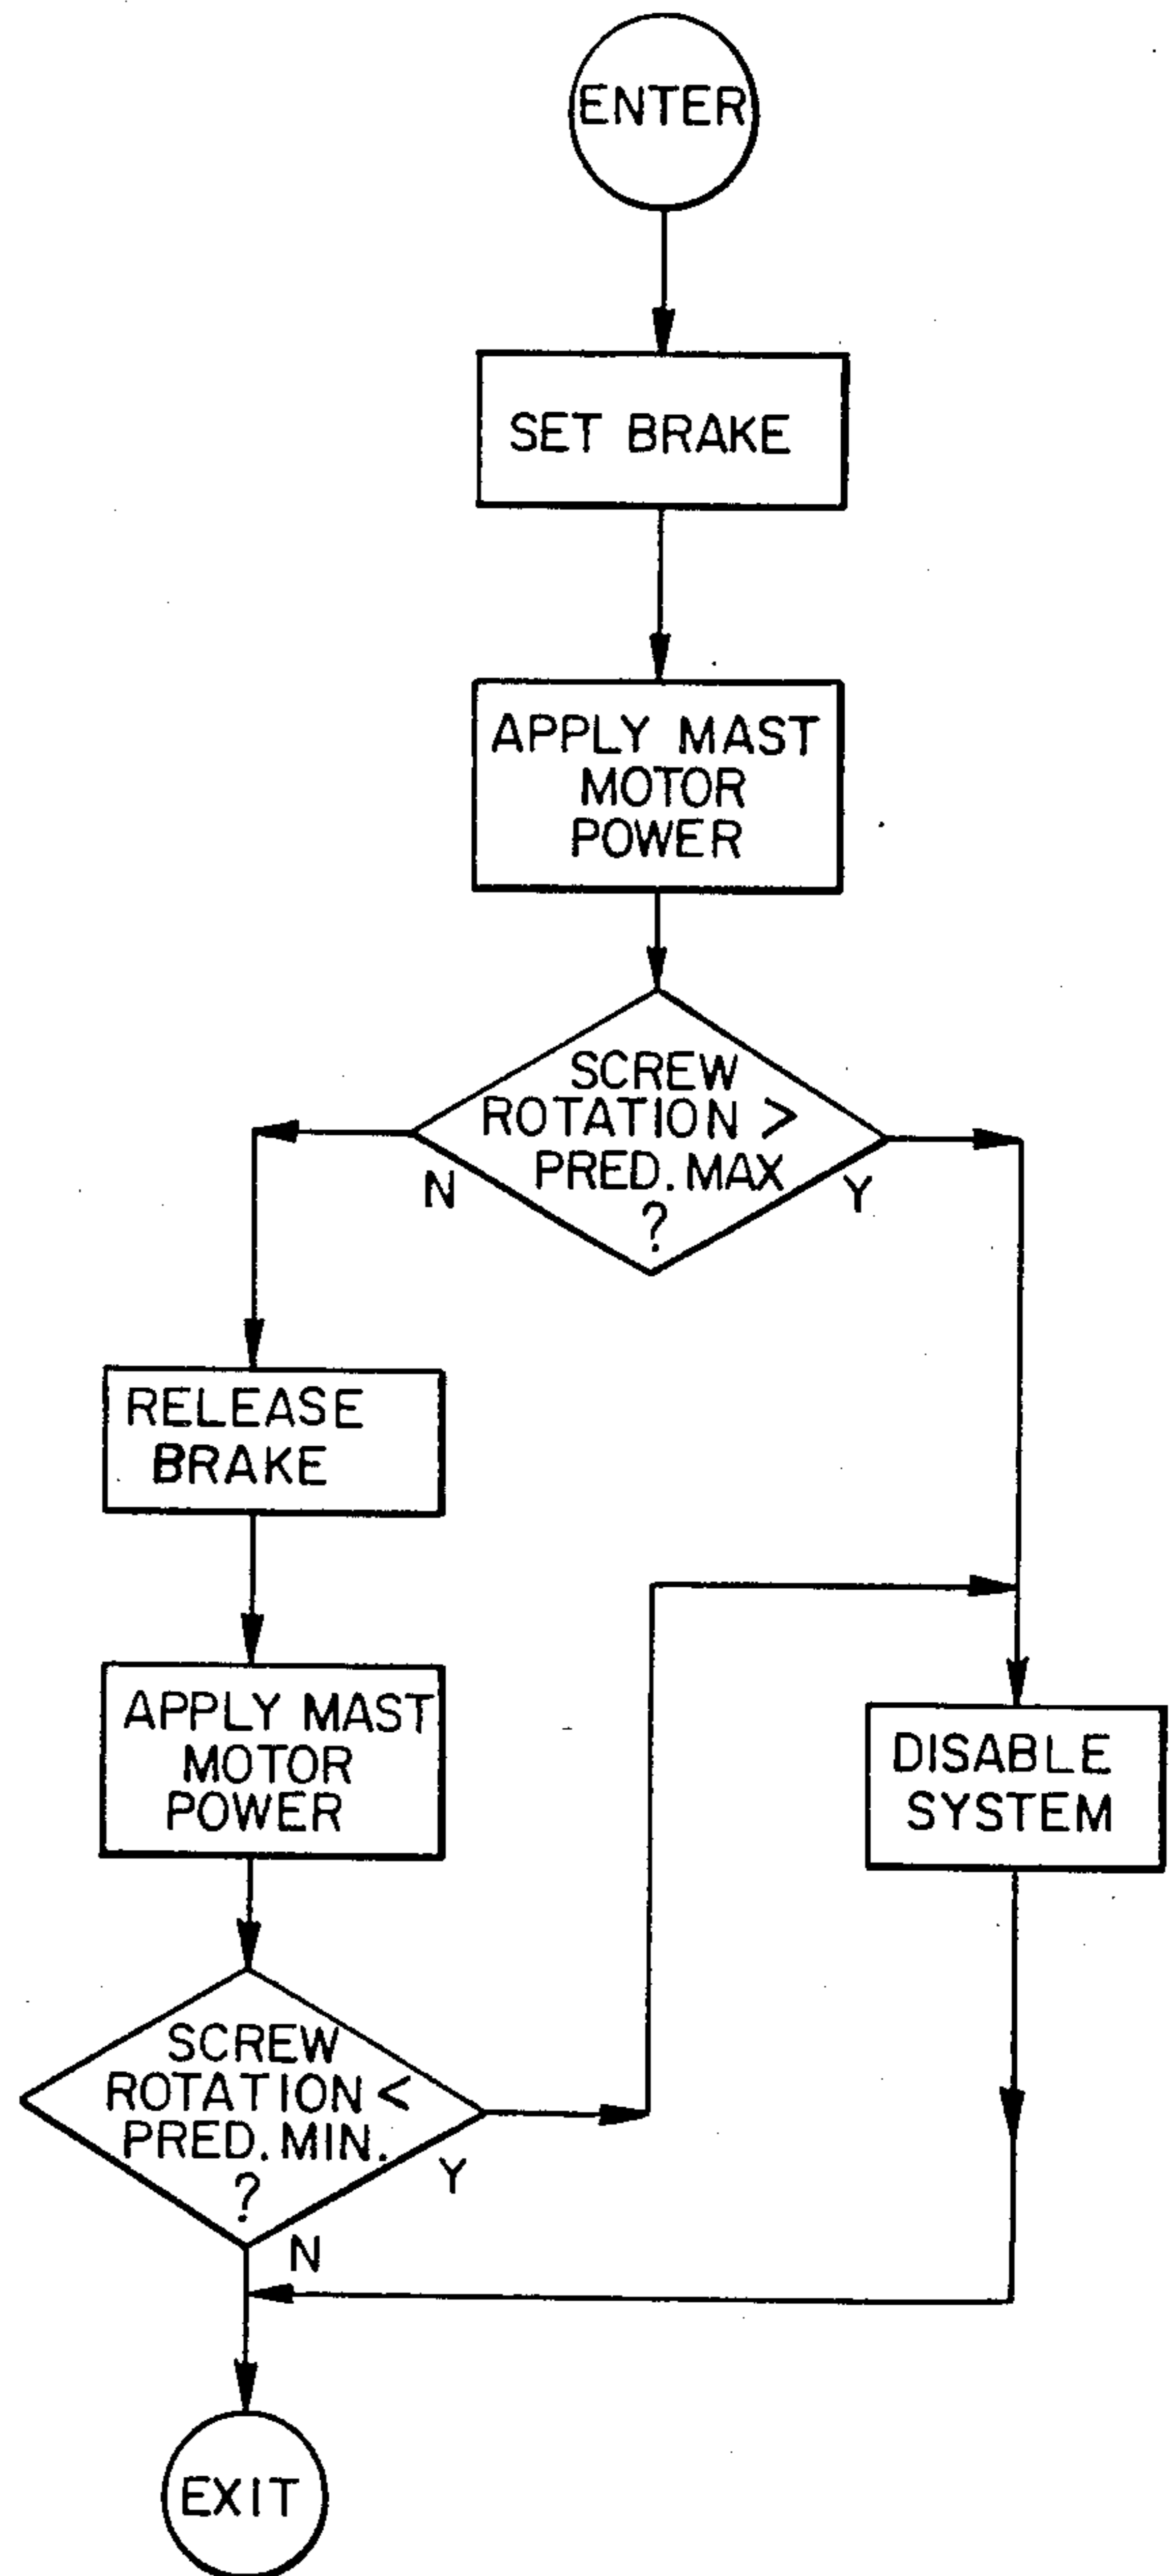 ENTER
SET BRAKE
APPLY MAST
MOTOR
POWER
SCREW
ROTATION >
PRED. MAX
?
N
Y
RELEASE
BRAKE
APPLY MAST
MOTOR
POWER
DISABLE
SYSTEM
SCREW
ROTATION <
PRED. MIN.
?
Y
N
EXIT